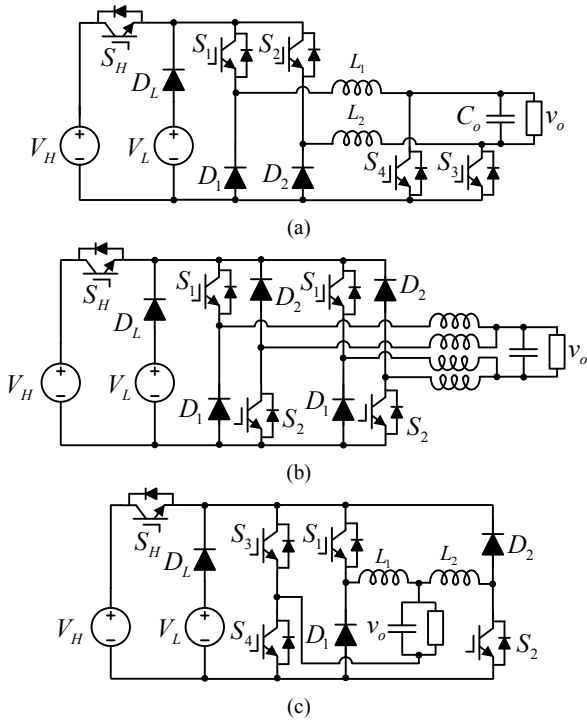 S_H
S_1
S_2
D_L
L_1
L_2
V_H
V_L
D_1
D_2
S_4
S_3
C_o
v_o
(a)
S_H
S_1
D_2
S_1
D_2
D_L
V_H
V_L
D_1
S_2
D_1
S_2
v_o
(b)
S_H
D_L
S_3
S_1
L_1
L_2
D_2
V_H
V_L
S_4
D_1
v_o
S_2
(c)